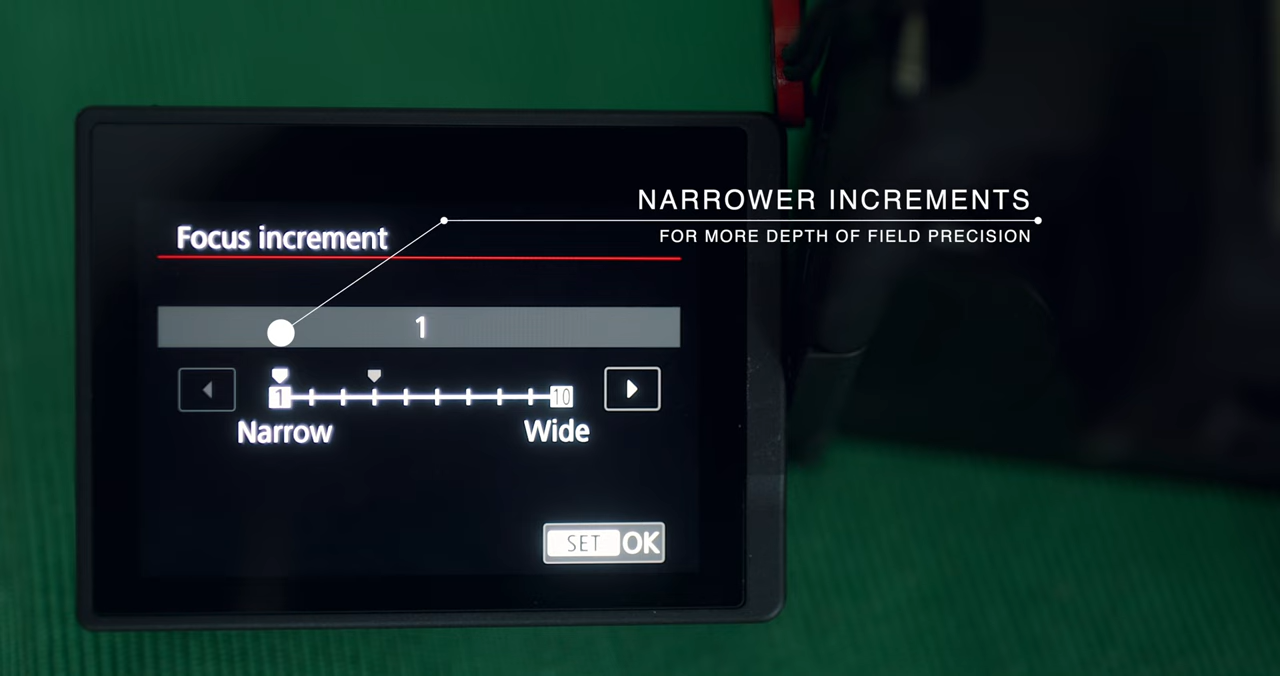 NARROWER INCREMENTS
FOR MORE DEPTH OF FIELD PRECISION
Focus increment
1
1 10
Narrow Wide
SET OK